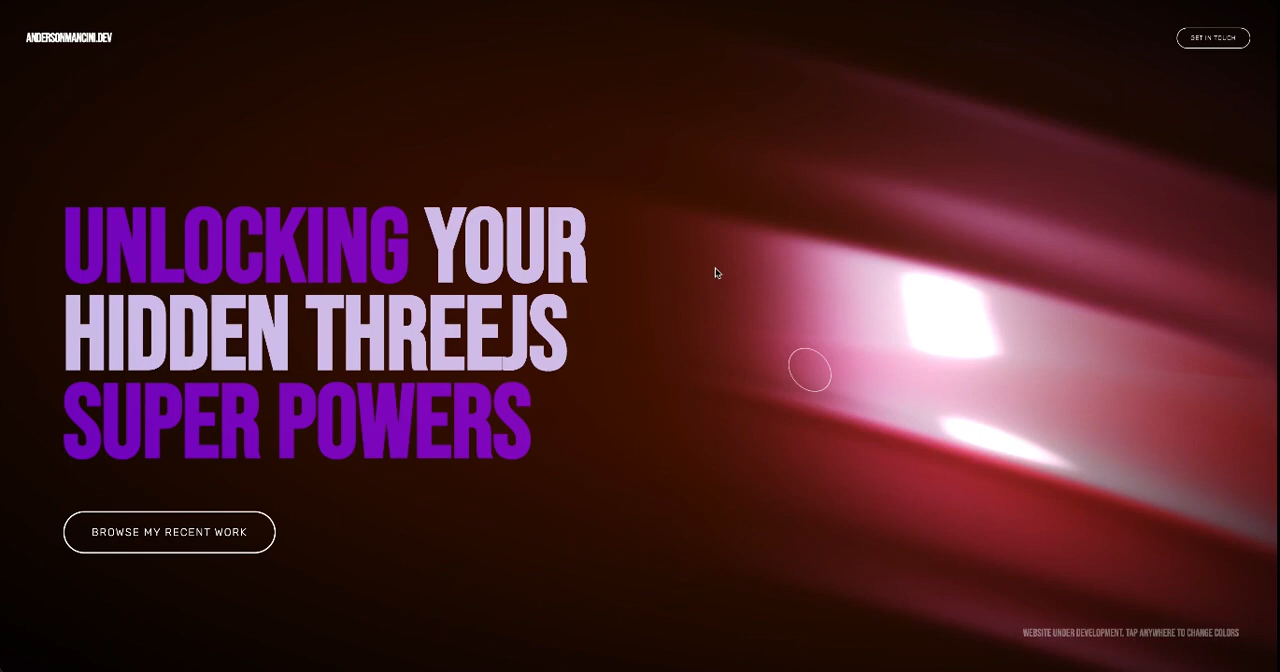 ANDERSONMANCINI.DEV
GET IN TOUCH
UNLOCKING YOUR
HIDDEN THREEJS
SUPER POWERS
BROWSE MY RECENT WORK
WEBSITE UNDER DEVELOPMENT, TAP ANYWHERE TO CHANGE COLORS